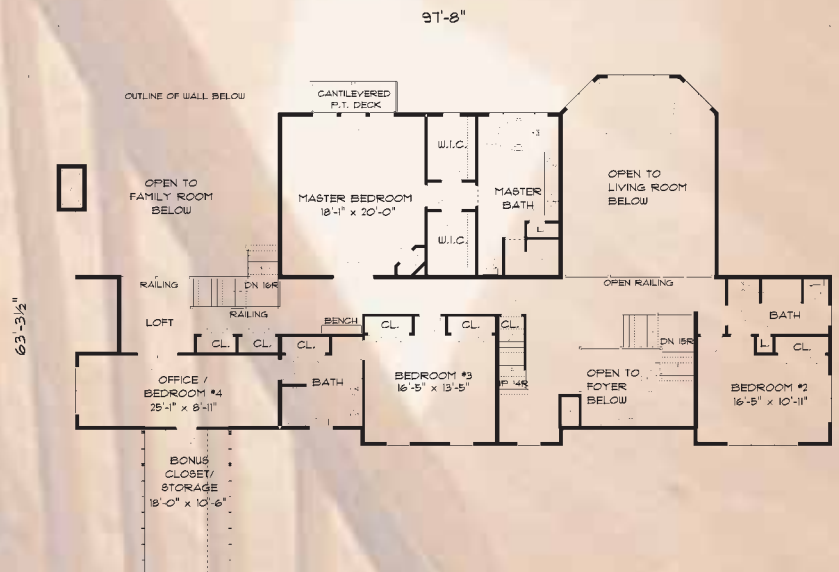 97'-8"
OUTLINE OF WALL BELOW
CANTILEVERED
P.T. DECK
OPEN TO
FAMILY ROOM
BELOW
MASTER BEDROOM
18'-1" x 20'-0"
W.I.C.
W.I.C.
MASTER
BATH
L.
OPEN TO
LIVING ROOM
BELOW
63'-3½"
RAILING
DN 16R
RAILING
LOFT
OPEN RAILING
BENCH
CL.
CL.
CL.
CL.
CL.
CL.
BATH
OFFICE /
BEDROOM #4
25'-1" x 8'-11"
BATH
BEDROOM #3
16'-5" x 13'-5"
UP 14R
OPEN TO
FOYER
BELOW
DN 15R
L.
CL.
BEDROOM #2
16'-5" x 10'-11"
BONUS
CLOSET/
STORAGE
18'-0" x 10'-6"